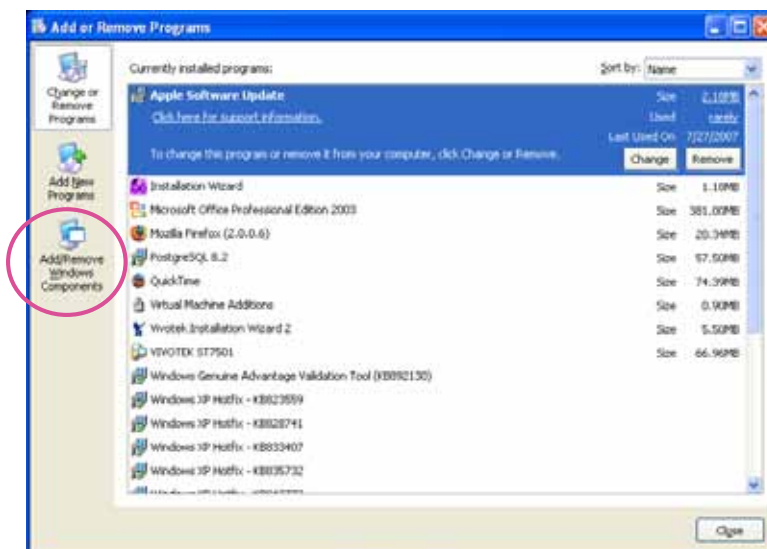 Add or Remove Programs
Change or
Remove
Programs
Add New
Programs
Add/Remove
Windows
Components
Currently installed programs:
Sort by: Name
Apple Software Update
Size 2.10MB
Click here for support information.
Used rarely
Last Used On 7/27/2007
To change this program or remove it from your computer, click Change or Remove.
Change Remove
Installation Wizard Size 1.10MB
Microsoft Office Professional Edition 2003 Size 381.00MB
Mozilla Firefox (2.0.0.6) Size 20.34MB
PostgreSQL 8.2 Size 57.50MB
QuickTime Size 74.39MB
Virtual Machine Additions Size 0.90MB
Vivotek Installation Wizard 2 Size 5.50MB
VIVOTEK ST7501 Size 66.96MB
Windows Genuine Advantage Validation Tool (KB892130)
Windows XP Hotfix - KB823559
Windows XP Hotfix - KB828741
Windows XP Hotfix - KB833407
Windows XP Hotfix - KB835732
Close